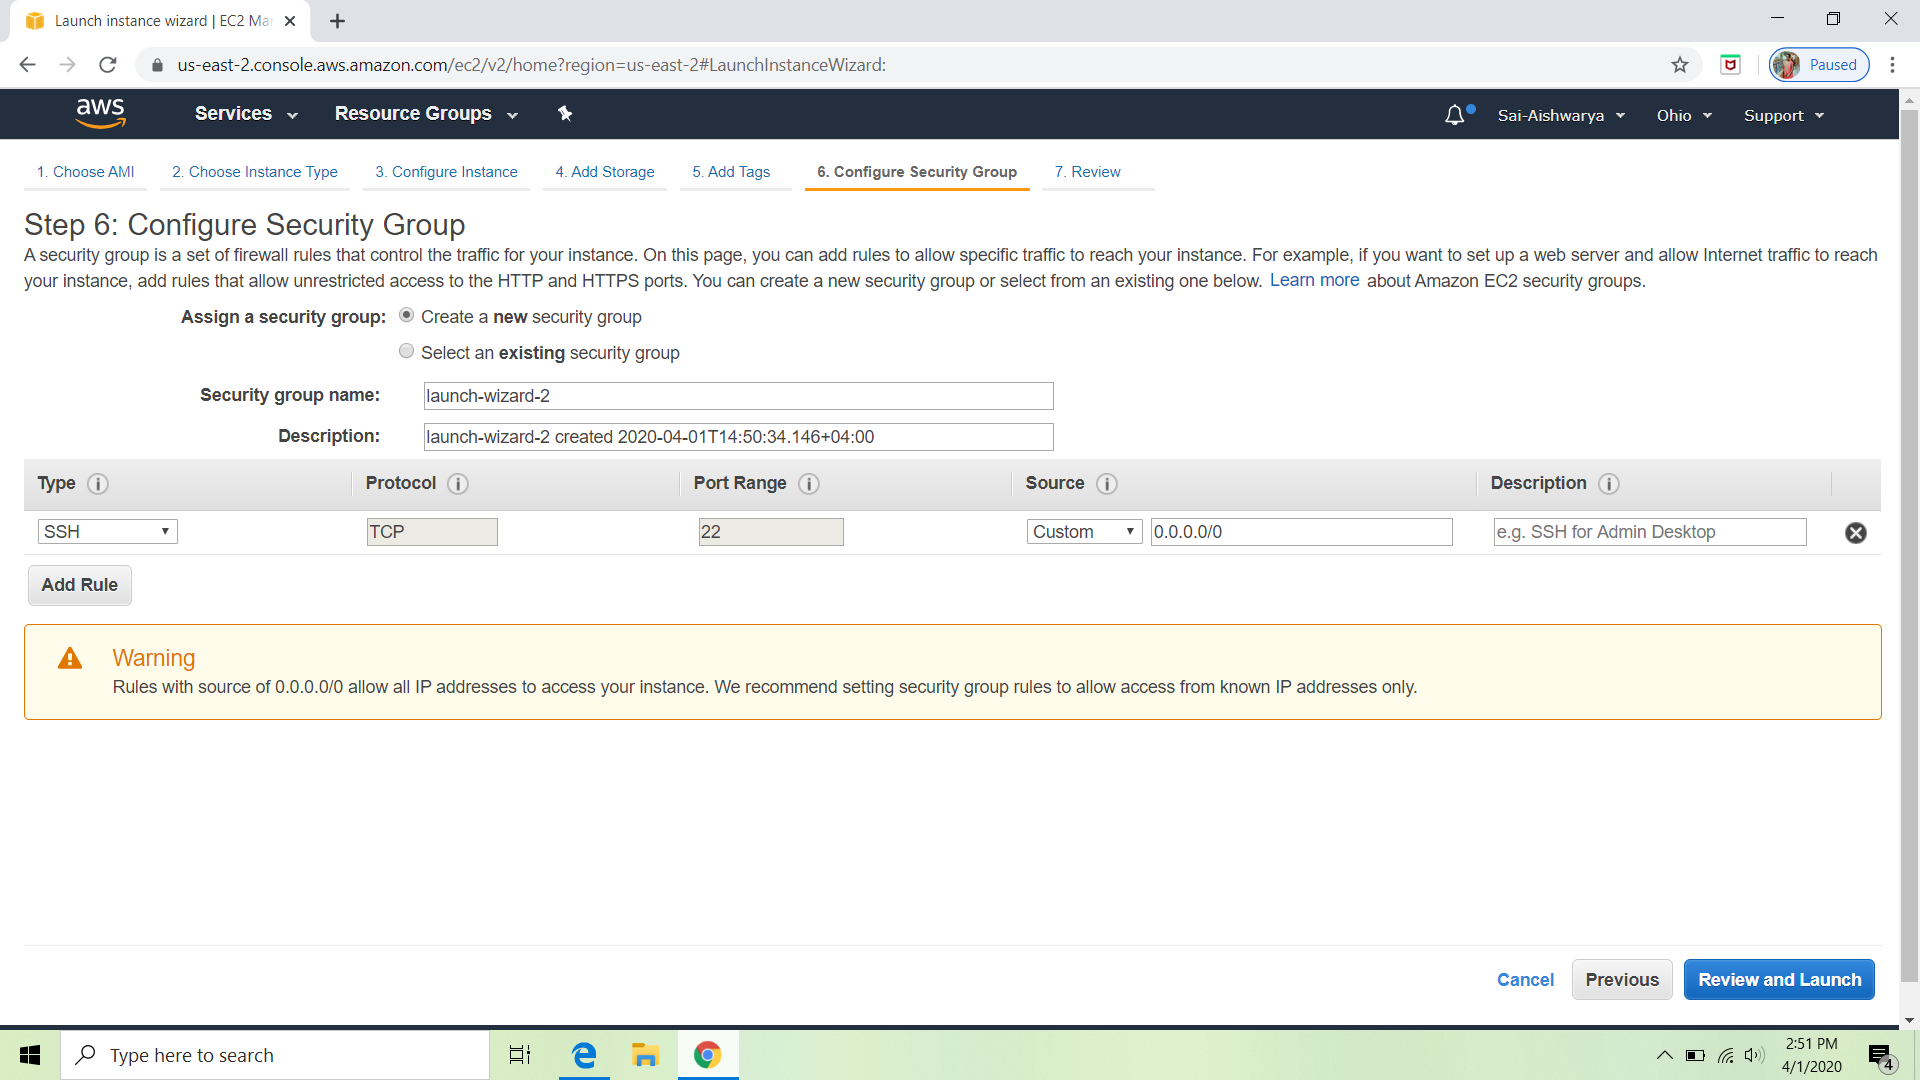 Launch instance wizard | EC2 Mar
us-east-2.console.aws.amazon.com/ec2/v2/home?region=us-east-2#LaunchInstanceWizard:
Paused
aws
Services
Resource Groups
Sai-Aishwarya
Ohio
Support
1. Choose AMI
2. Choose Instance Type
3. Configure Instance
4. Add Storage
5. Add Tags
6. Configure Security Group
7. Review
Step 6: Configure Security Group
A security group is a set of firewall rules that control the traffic for your instance. On this page, you can add rules to allow specific traffic to reach your instance. For example, if you want to set up a web server and allow Internet traffic to reach
your instance, add rules that allow unrestricted access to the HTTP and HTTPS ports. You can create a new security group or select from an existing one below. Learn more about Amazon EC2 security groups.
Assign a security group:
Create a new security group
Select an existing security group
Security group name:
launch-wizard-2
Description:
launch-wizard-2 created 2020-04-01T14:50:34.146+04:00
Type
Protocol
Port Range
Source
Description
SSH
TCP
22
Custom
0.0.0.0/0
e.g. SSH for Admin Desktop
Add Rule
Warning
Rules with source of 0.0.0.0/0 allow all IP addresses to access your instance. We recommend setting security group rules to allow access from known IP addresses only.
Cancel
Previous
Review and Launch
Type here to search
2:51 PM
4/1/2020
4